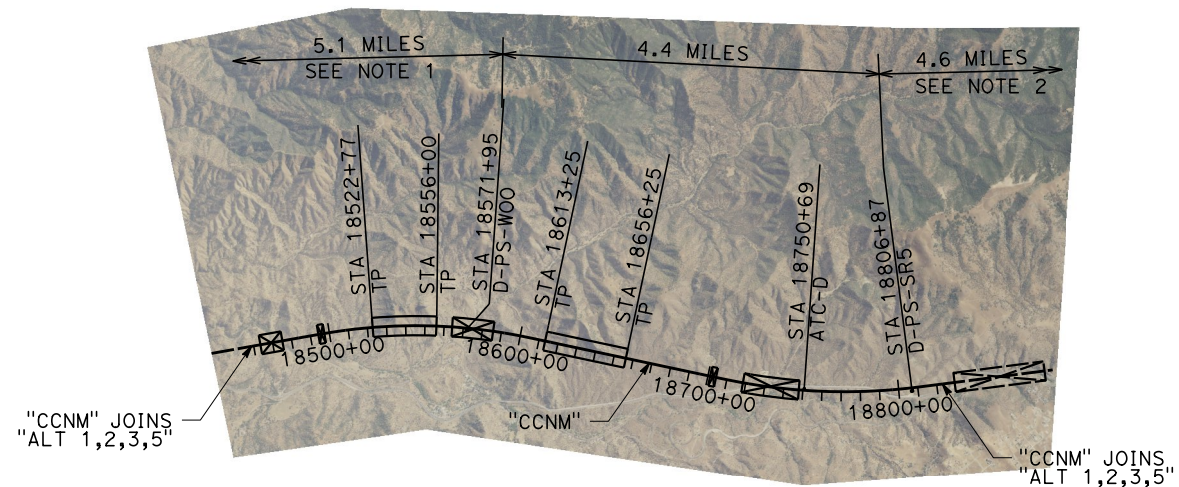 5.1 MILES
SEE NOTE 1
4.4 MILES
4.6 MILES
SEE NOTE 2
STA 18522+77
TP
STA 18556+00
TP
STA 18571+95
D-PS-WOO
STA 18613+25
TP
STA 18656+25
TP
STA 18750+69
ATC-D
STA 18806+87
D-PS-SR5
18500+00
18600+00
18700+00
18800+00
"CCNM" JOINS
"ALT 1,2,3,5"
"CCNM"
"CCNM" JOINS
"ALT 1,2,3,5"